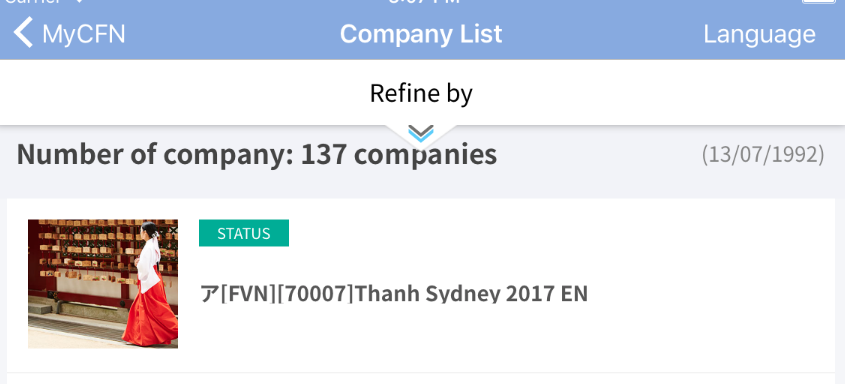 MyCFN
Company List
Language
Refine by
Number of company: 137 companies
(13/07/1992)
STATUS
ア[FVN][70007]Thanh Sydney 2017 EN